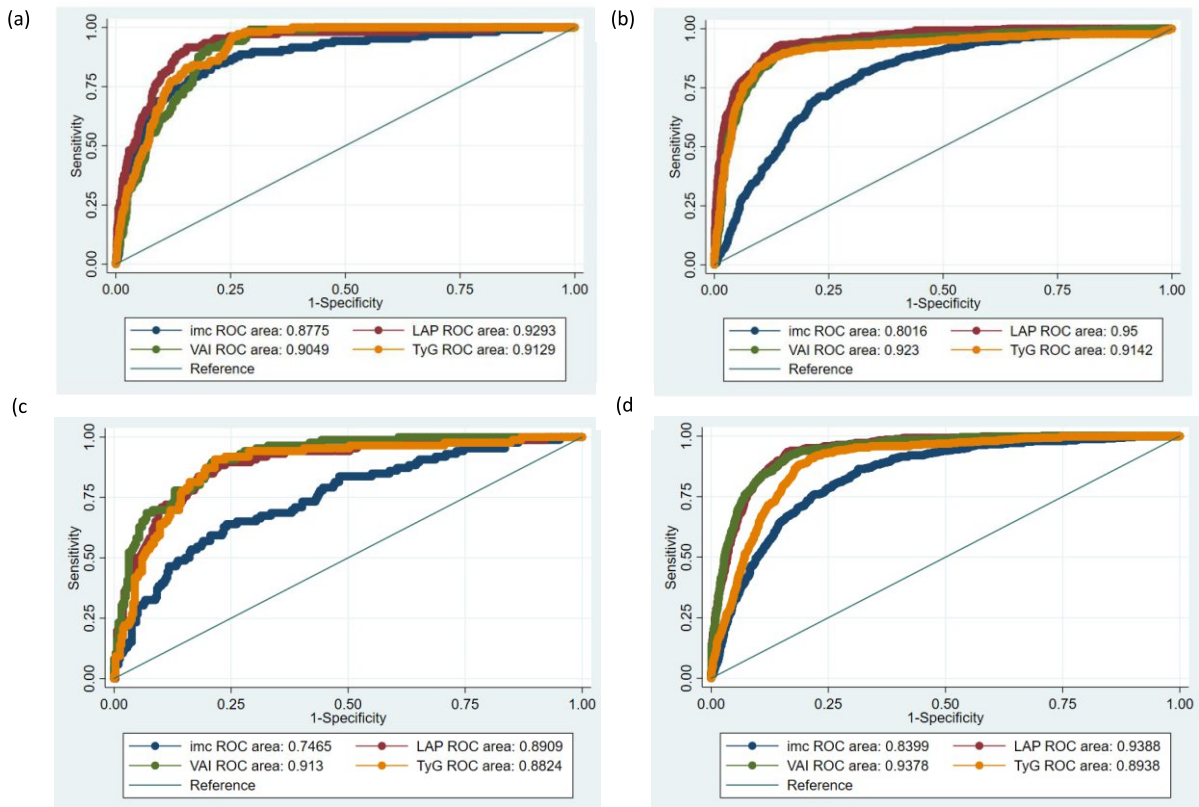 (a)
1.00
0.75
0.50
0.25
0.00
Sensitivity
0.00 0.25 0.50 0.75 1.00
1-Specificity
imc ROC area: 0.8775 LAP ROC area: 0.9293
VAI ROC area: 0.9049 TyG ROC area: 0.9129
Reference
(b)
1.00
0.75
0.50
0.25
0.00
Sensitivity
0.00 0.25 0.50 0.75 1.00
1-Specificity
imc ROC area: 0.8016 LAP ROC area: 0.95
VAI ROC area: 0.923 TyG ROC area: 0.9142
Reference
(c)
1.00
0.75
0.50
0.25
0.00
Sensitivity
0.00 0.25 0.50 0.75 1.00
1-Specificity
imc ROC area: 0.7465 LAP ROC area: 0.8909
VAI ROC area: 0.913 TyG ROC area: 0.8824
Reference
(d)
1.00
0.75
0.50
0.25
0.00
Sensitivity
0.00 0.25 0.50 0.75 1.00
1-Specificity
imc ROC area: 0.8399 LAP ROC area: 0.9388
VAI ROC area: 0.9378 TyG ROC area: 0.8938
Reference